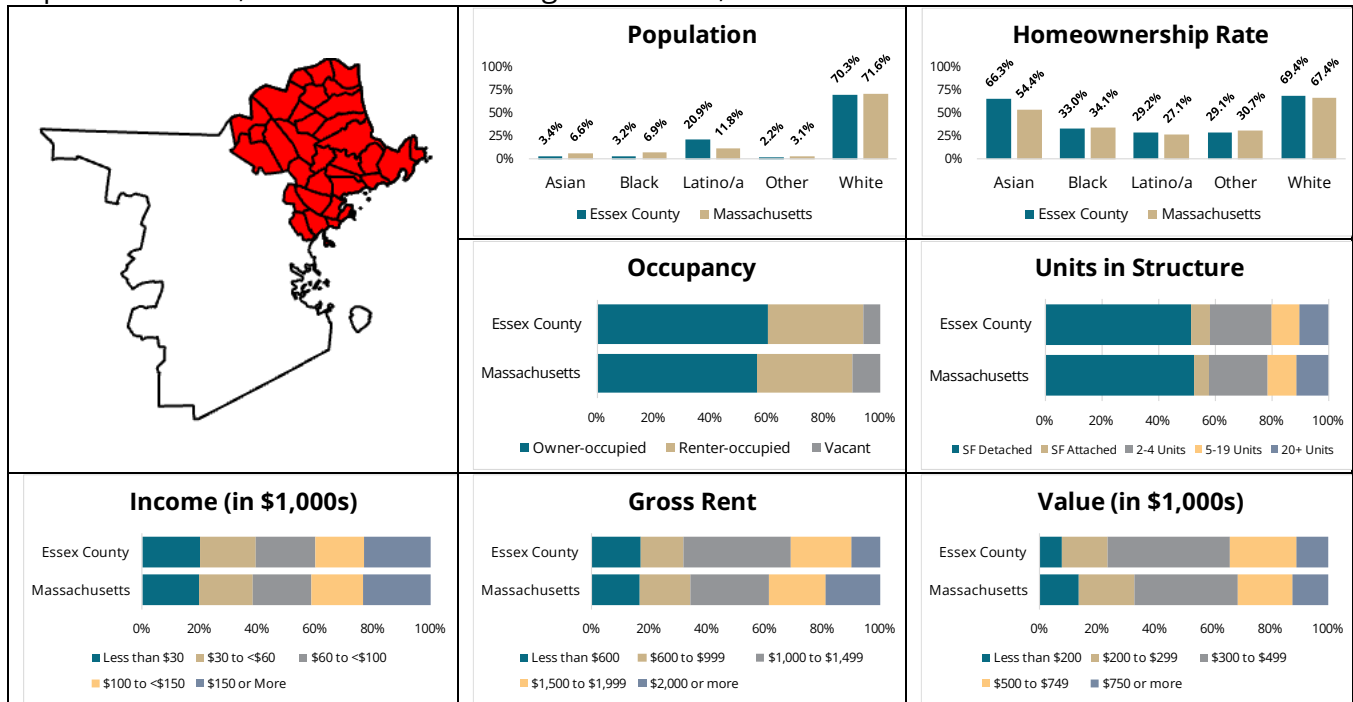 Population
100%
75%
50%
25%
0%
3.4% 6.6% 3.2% 6.9% 20.9% 11.8% 2.2% 3.1% 70.3% 71.6%
Asian Black Latino/a Other White
Essex County Massachusetts
Homeownership Rate
100%
75%
50%
25%
0%
66.3% 54.4% 33.0% 34.1% 29.2% 27.1% 29.1% 30.7% 69.4% 67.4%
Asian Black Latino/a Other White
Essex County Massachusetts
Occupancy
Essex County
Massachusetts
0% 20% 40% 60% 80% 100%
Owner-occupied Renter-occupied Vacant
Units in Structure
Essex County
Massachusetts
0% 20% 40% 60% 80% 100%
SF Detached SF Attached 2-4 Units 5-19 Units 20+ Units
Income (in $1,000s)
Essex County
Massachusetts
0% 20% 40% 60% 80% 100%
Less than $30 $30 to <$60 $60 to <$100
$100 to <$150 $150 or More
Gross Rent
Essex County
Massachusetts
0% 20% 40% 60% 80% 100%
Less than $600 $600 to $999 $1,000 to $1,499
$1,500 to $1,999 $2,000 or more
Value (in $1,000s)
Essex County
Massachusetts
0% 20% 40% 60% 80% 100%
Less than $200 $200 to $299 $300 to $499
$500 to $749 $750 or more